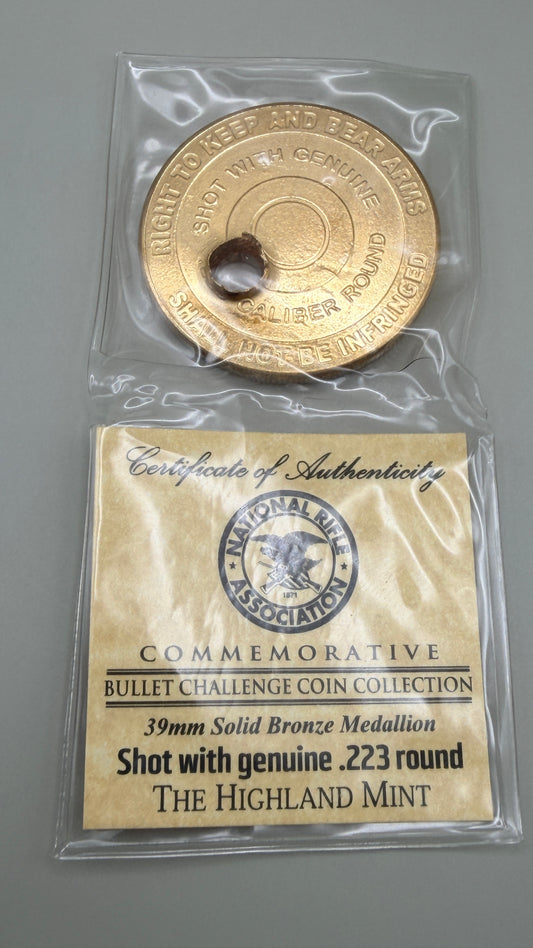 RIGHT TO KEEP AND BEAR ARMS
SHOT WITH GENUINE
CALIBER ROUND
SHALL NOT BE INFRINGED
Certificate of Authenticity
NATIONAL RIFLE
1871
ASSOCIATION
COMMEMORATIVE
BULLET CHALLENGE COIN COLLECTION
39mm Solid Bronze Medallion
Shot with genuine .223 round
THE HIGHLAND MINT